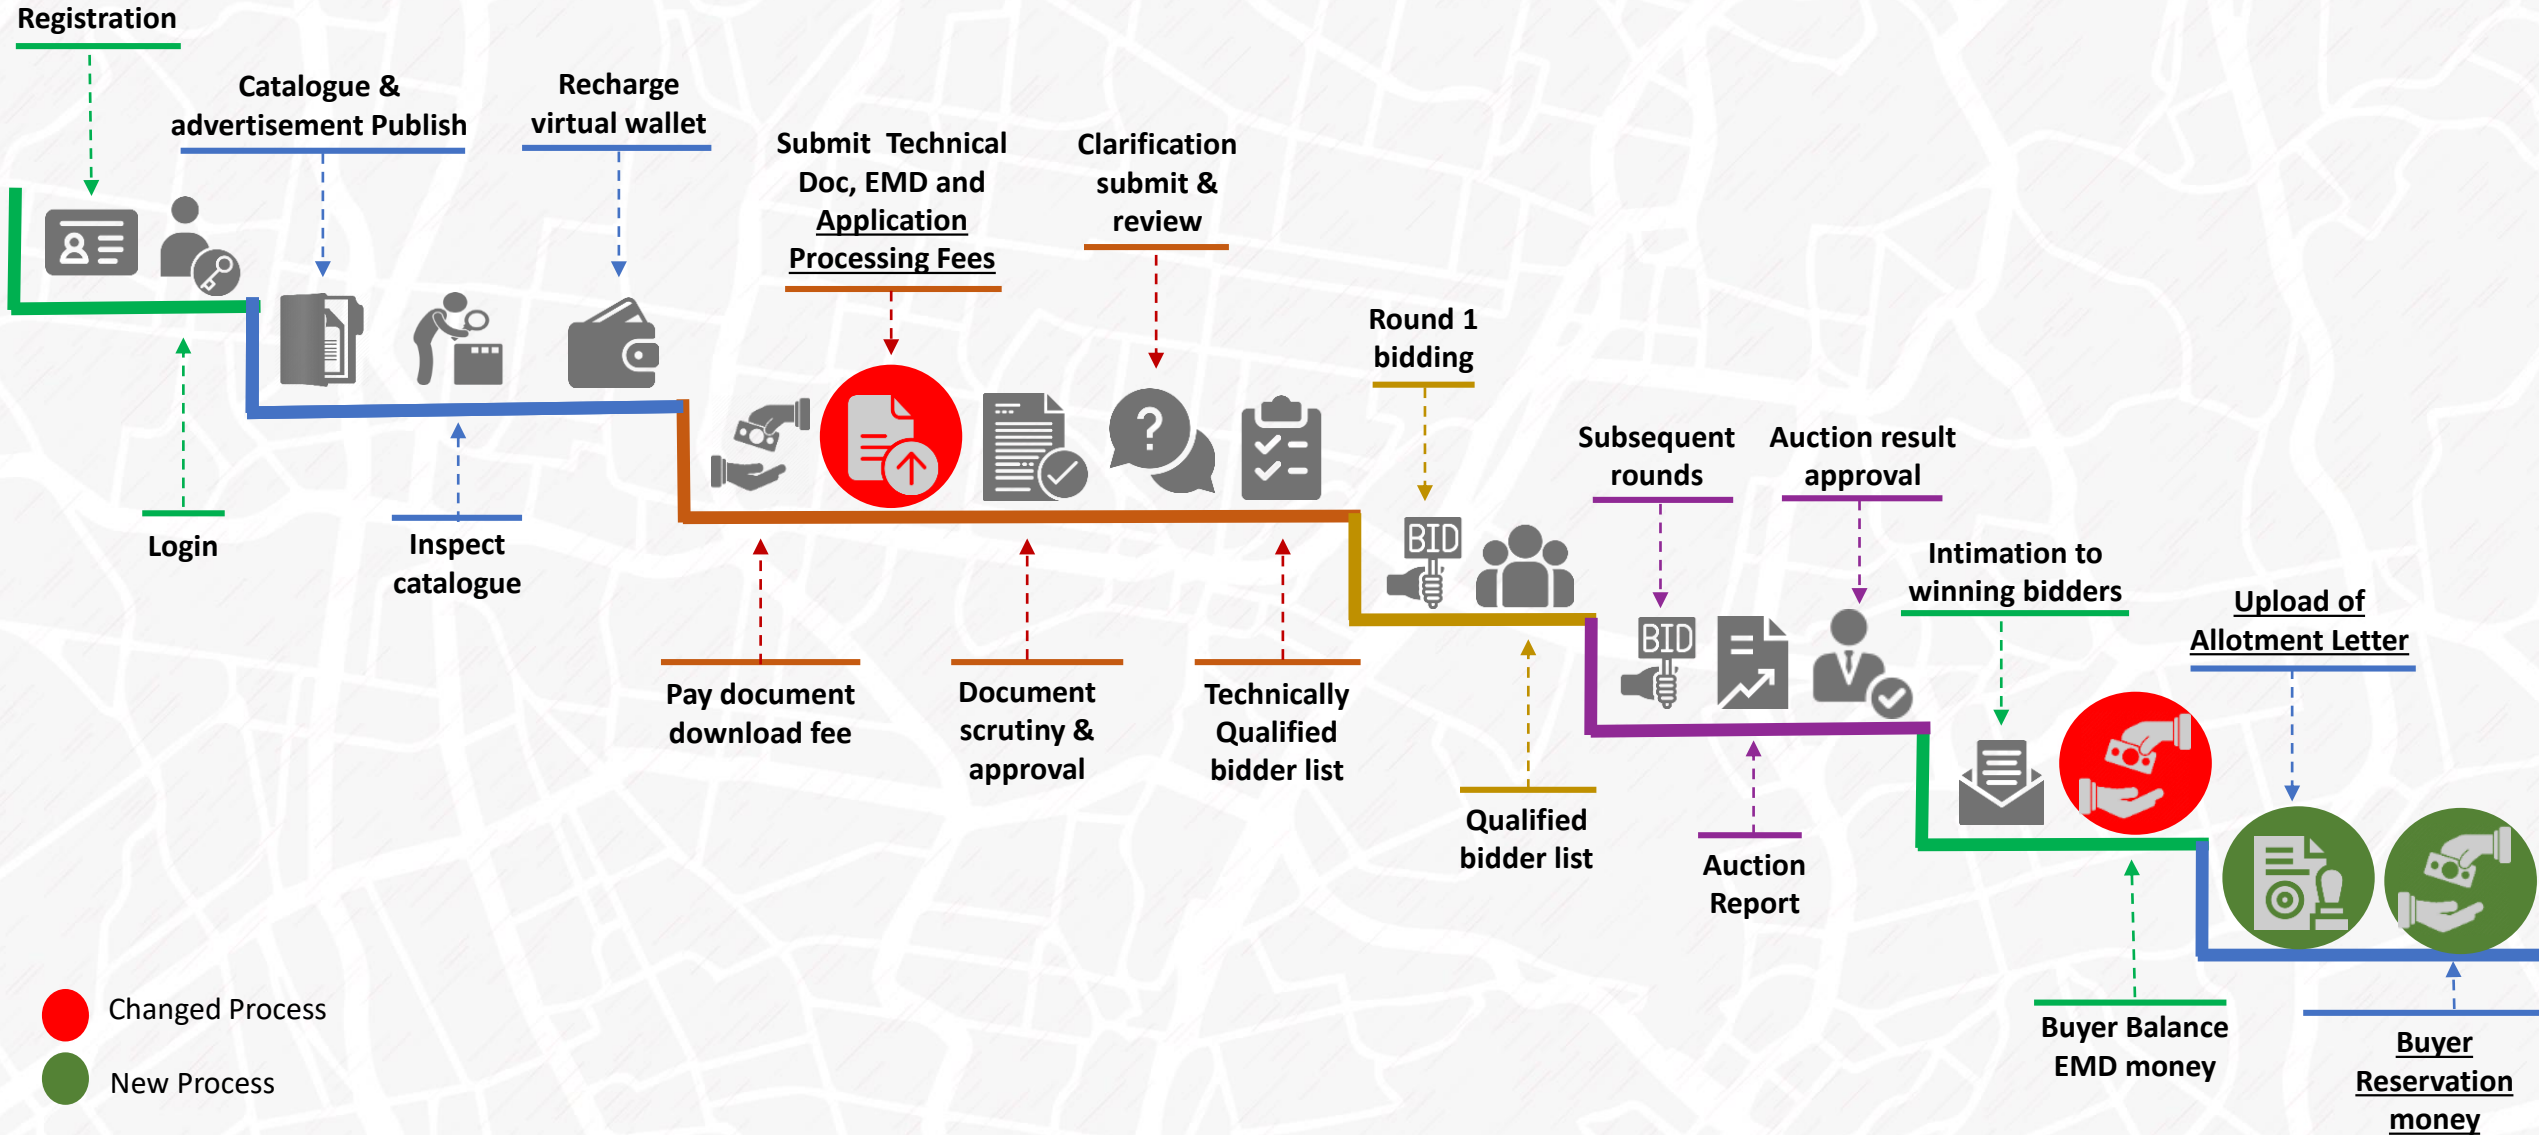 Registration
Catalogue &
advertisement Publish
Recharge
virtual wallet
Submit Technical
Doc, EMD and
Application
Processing Fees
Clarification
submit &
review
Round 1
bidding
Subsequent
rounds
Auction result
approval
Intimation to
winning bidders
Upload of
Allotment Letter
?
BID
BID
Login
Inspect
catalogue
Pay document
download fee
Document
scrutiny &
approval
Technically
Qualified
bidder list
Qualified
bidder list
Auction
Report
Buyer Balance
EMD money
Buyer
Reservation
money
Changed Process
New Process